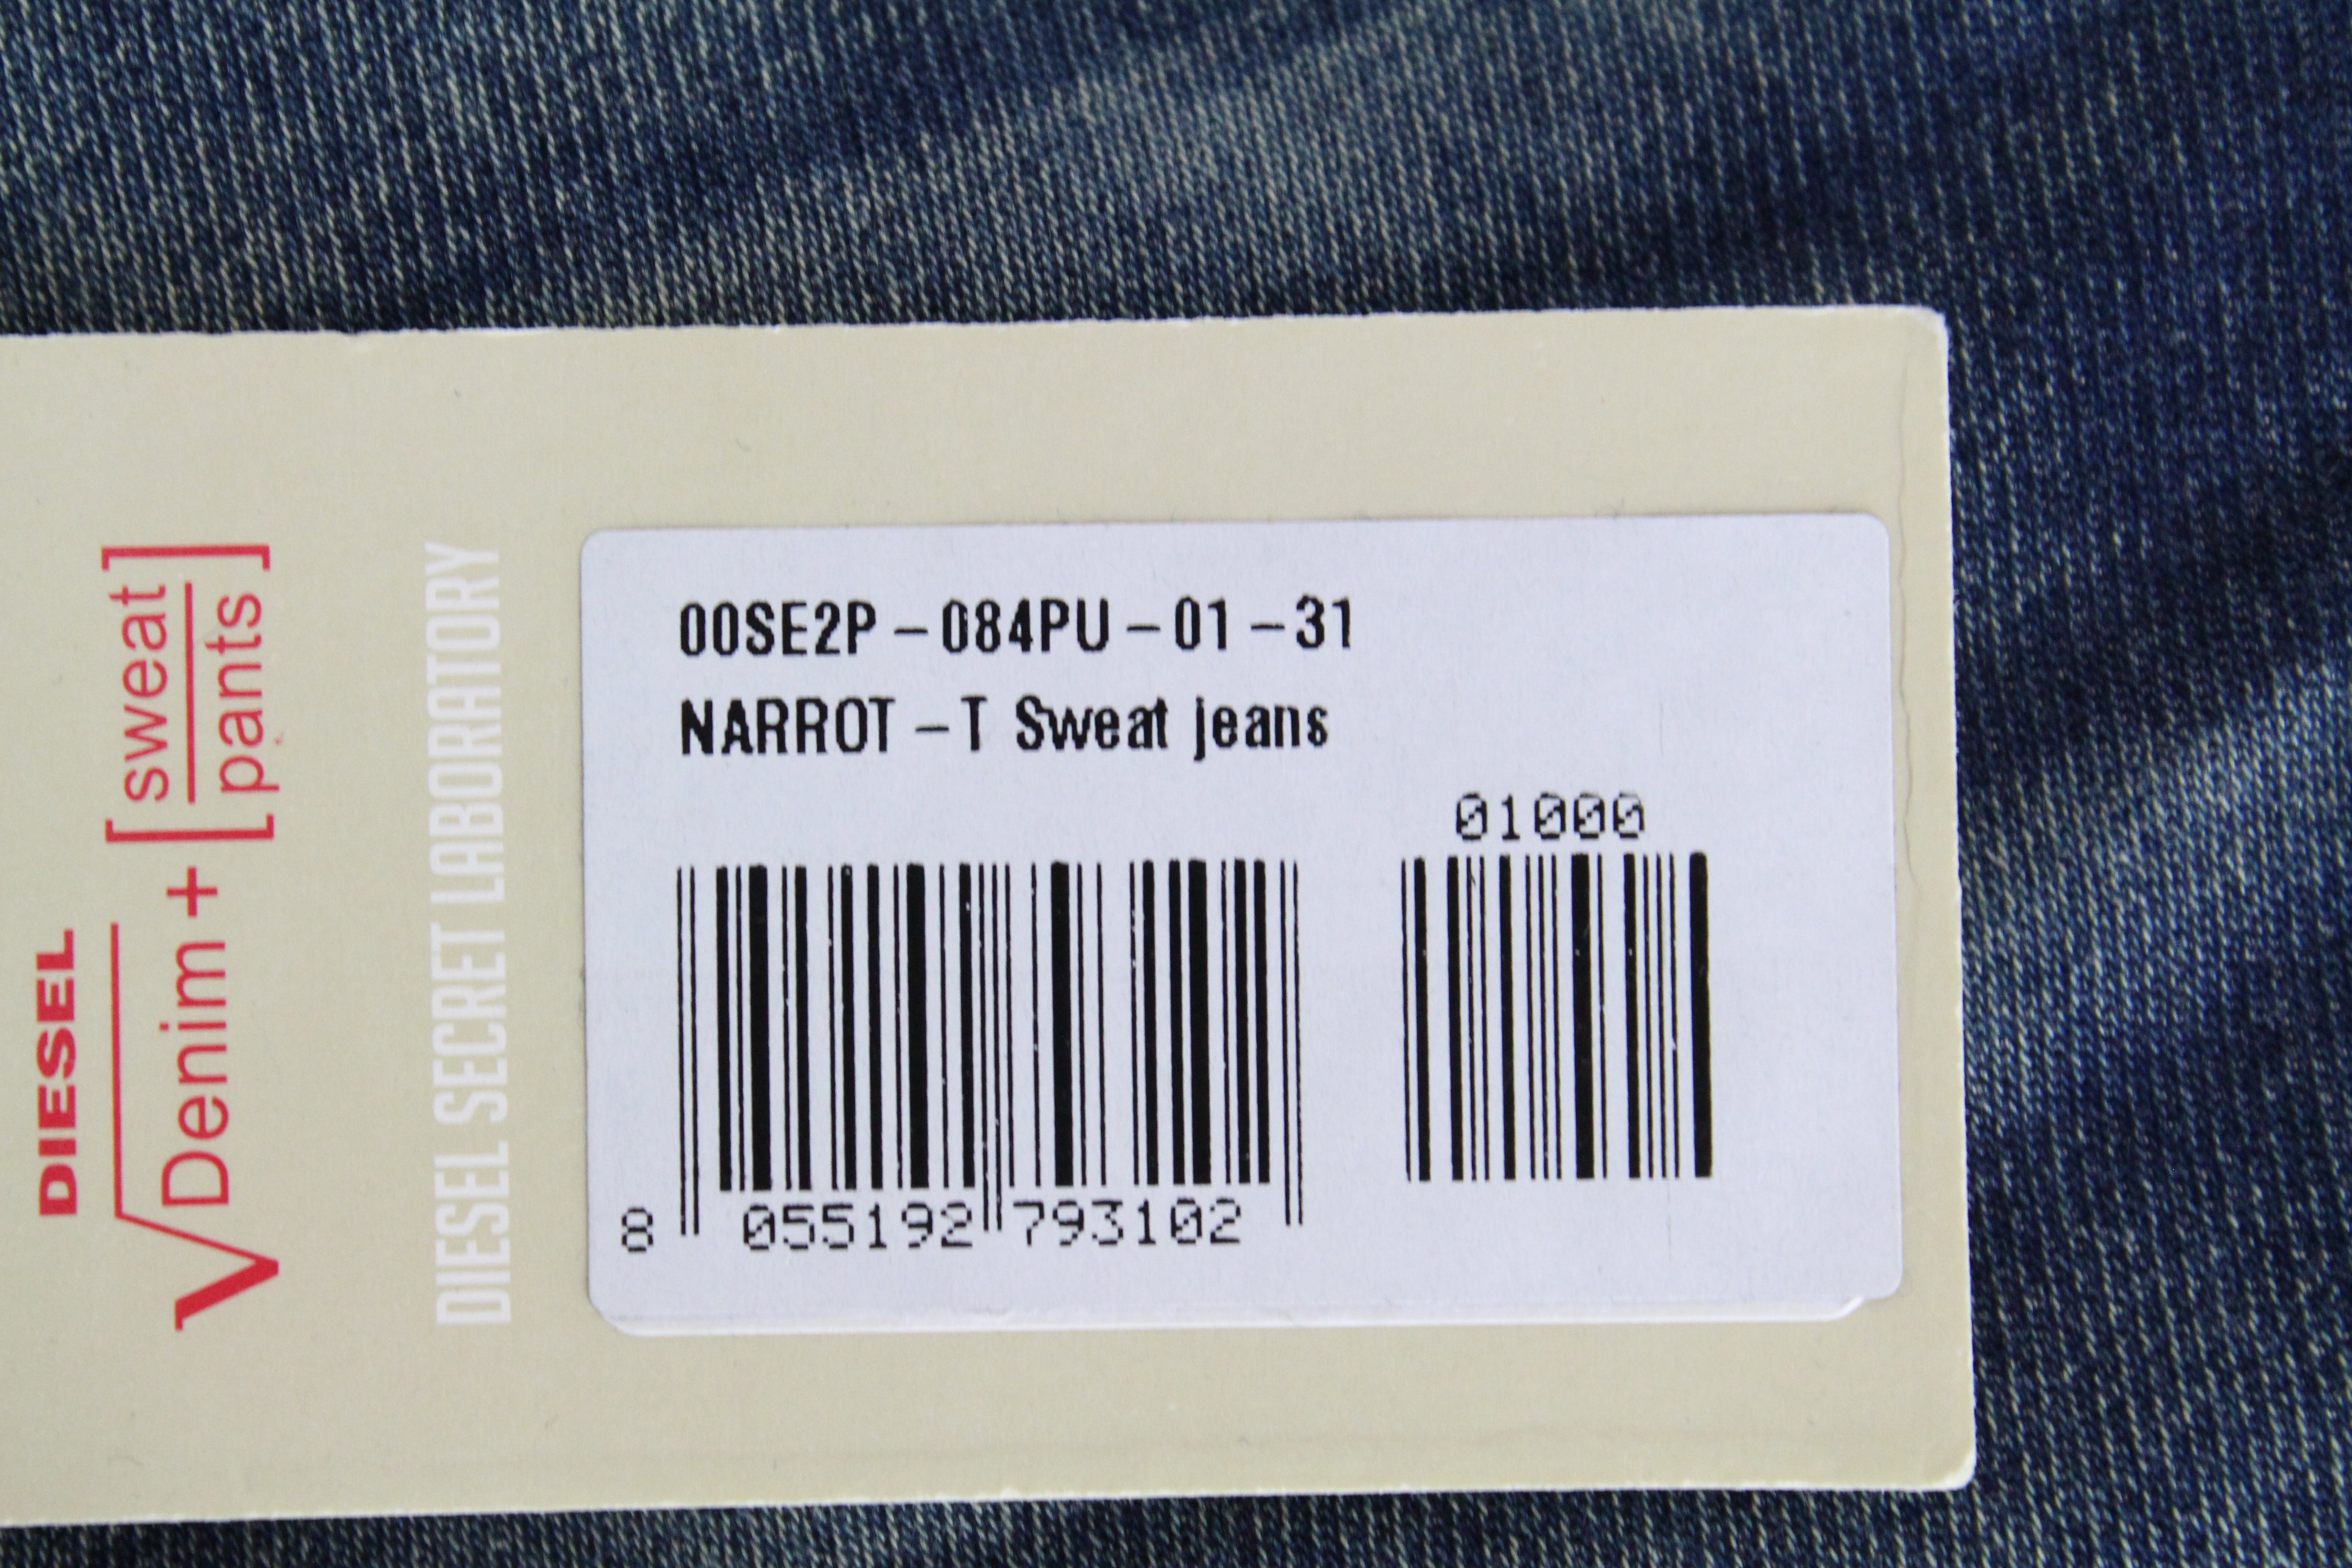 DIESEL
√Denim + [sweat
pants]
DIESEL SECRET LABORATORY
00SE2P-084PU-01-31
NARROT-T Sweat jeans
01000
8 055192 793102